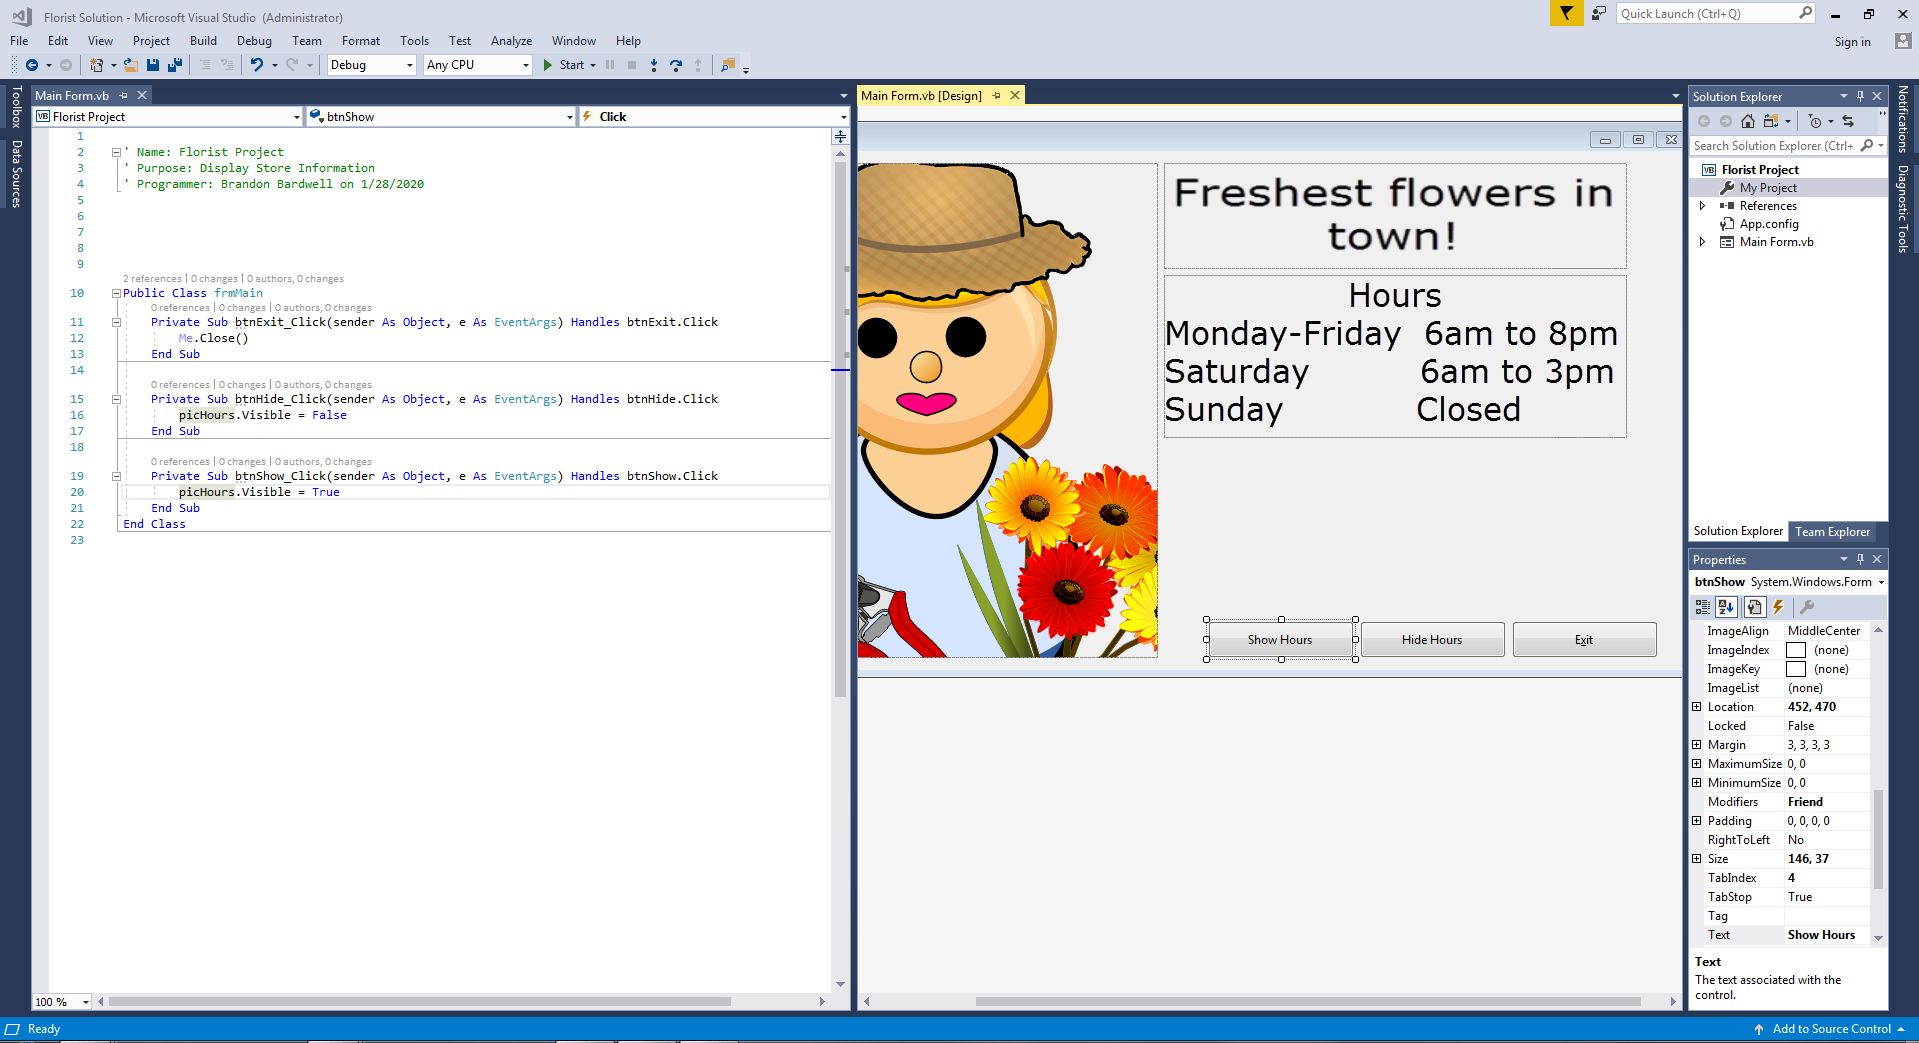 Florist Solution - Microsoft Visual Studio (Administrator)
Quick Launch (Ctrl+Q)
File Edit View Project Build Debug Team Format Tools Test Analyze Window Help
Sign in
Debug Any CPU Start
Toolbox
Data Sources
Main Form.vb
Florist Project btnShow Click
1
2 ' Name: Florist Project
3 ' Purpose: Display Store Information
4 ' Programmer: Brandon Bardwell on 1/28/2020
5
6
7
8
9
2 references | 0 changes | 0 authors, 0 changes
10 Public Class frmMain
0 references | 0 changes | 0 authors, 0 changes
11 Private Sub btnExit_Click(sender As Object, e As EventArgs) Handles btnExit.Click
12 Me.Close()
13 End Sub
14
0 references | 0 changes | 0 authors, 0 changes
15 Private Sub btnHide_Click(sender As Object, e As EventArgs) Handles btnHide.Click
16 picHours.Visible = False
17 End Sub
18
0 references | 0 changes | 0 authors, 0 changes
19 Private Sub btnShow_Click(sender As Object, e As EventArgs) Handles btnShow.Click
20 picHours.Visible = True
21 End Sub
22 End Class
23
100 %
Main Form.vb [Design]
Freshest flowers in
town!
Hours
Monday-Friday 6am to 8pm
Saturday 6am to 3pm
Sunday Closed
Show Hours Hide Hours Exit
Solution Explorer
Search Solution Explorer (Ctrl+
VB Florist Project
My Project
References
App.config
Main Form.vb
Solution Explorer Team Explorer
Properties
btnShow System.Windows.Form
ImageAlign MiddleCenter
ImageIndex (none)
ImageKey (none)
ImageList (none)
Location 452, 470
Locked False
Margin 3, 3, 3, 3
MaximumSize 0, 0
MinimumSize 0, 0
Modifiers Friend
Padding 0, 0, 0, 0
RightToLeft No
Size 146, 37
TabIndex 4
TabStop True
Tag
Text Show Hours
Text
The text associated with the
control.
Notifications
Diagnostic Tools
Ready
Add to Source Control